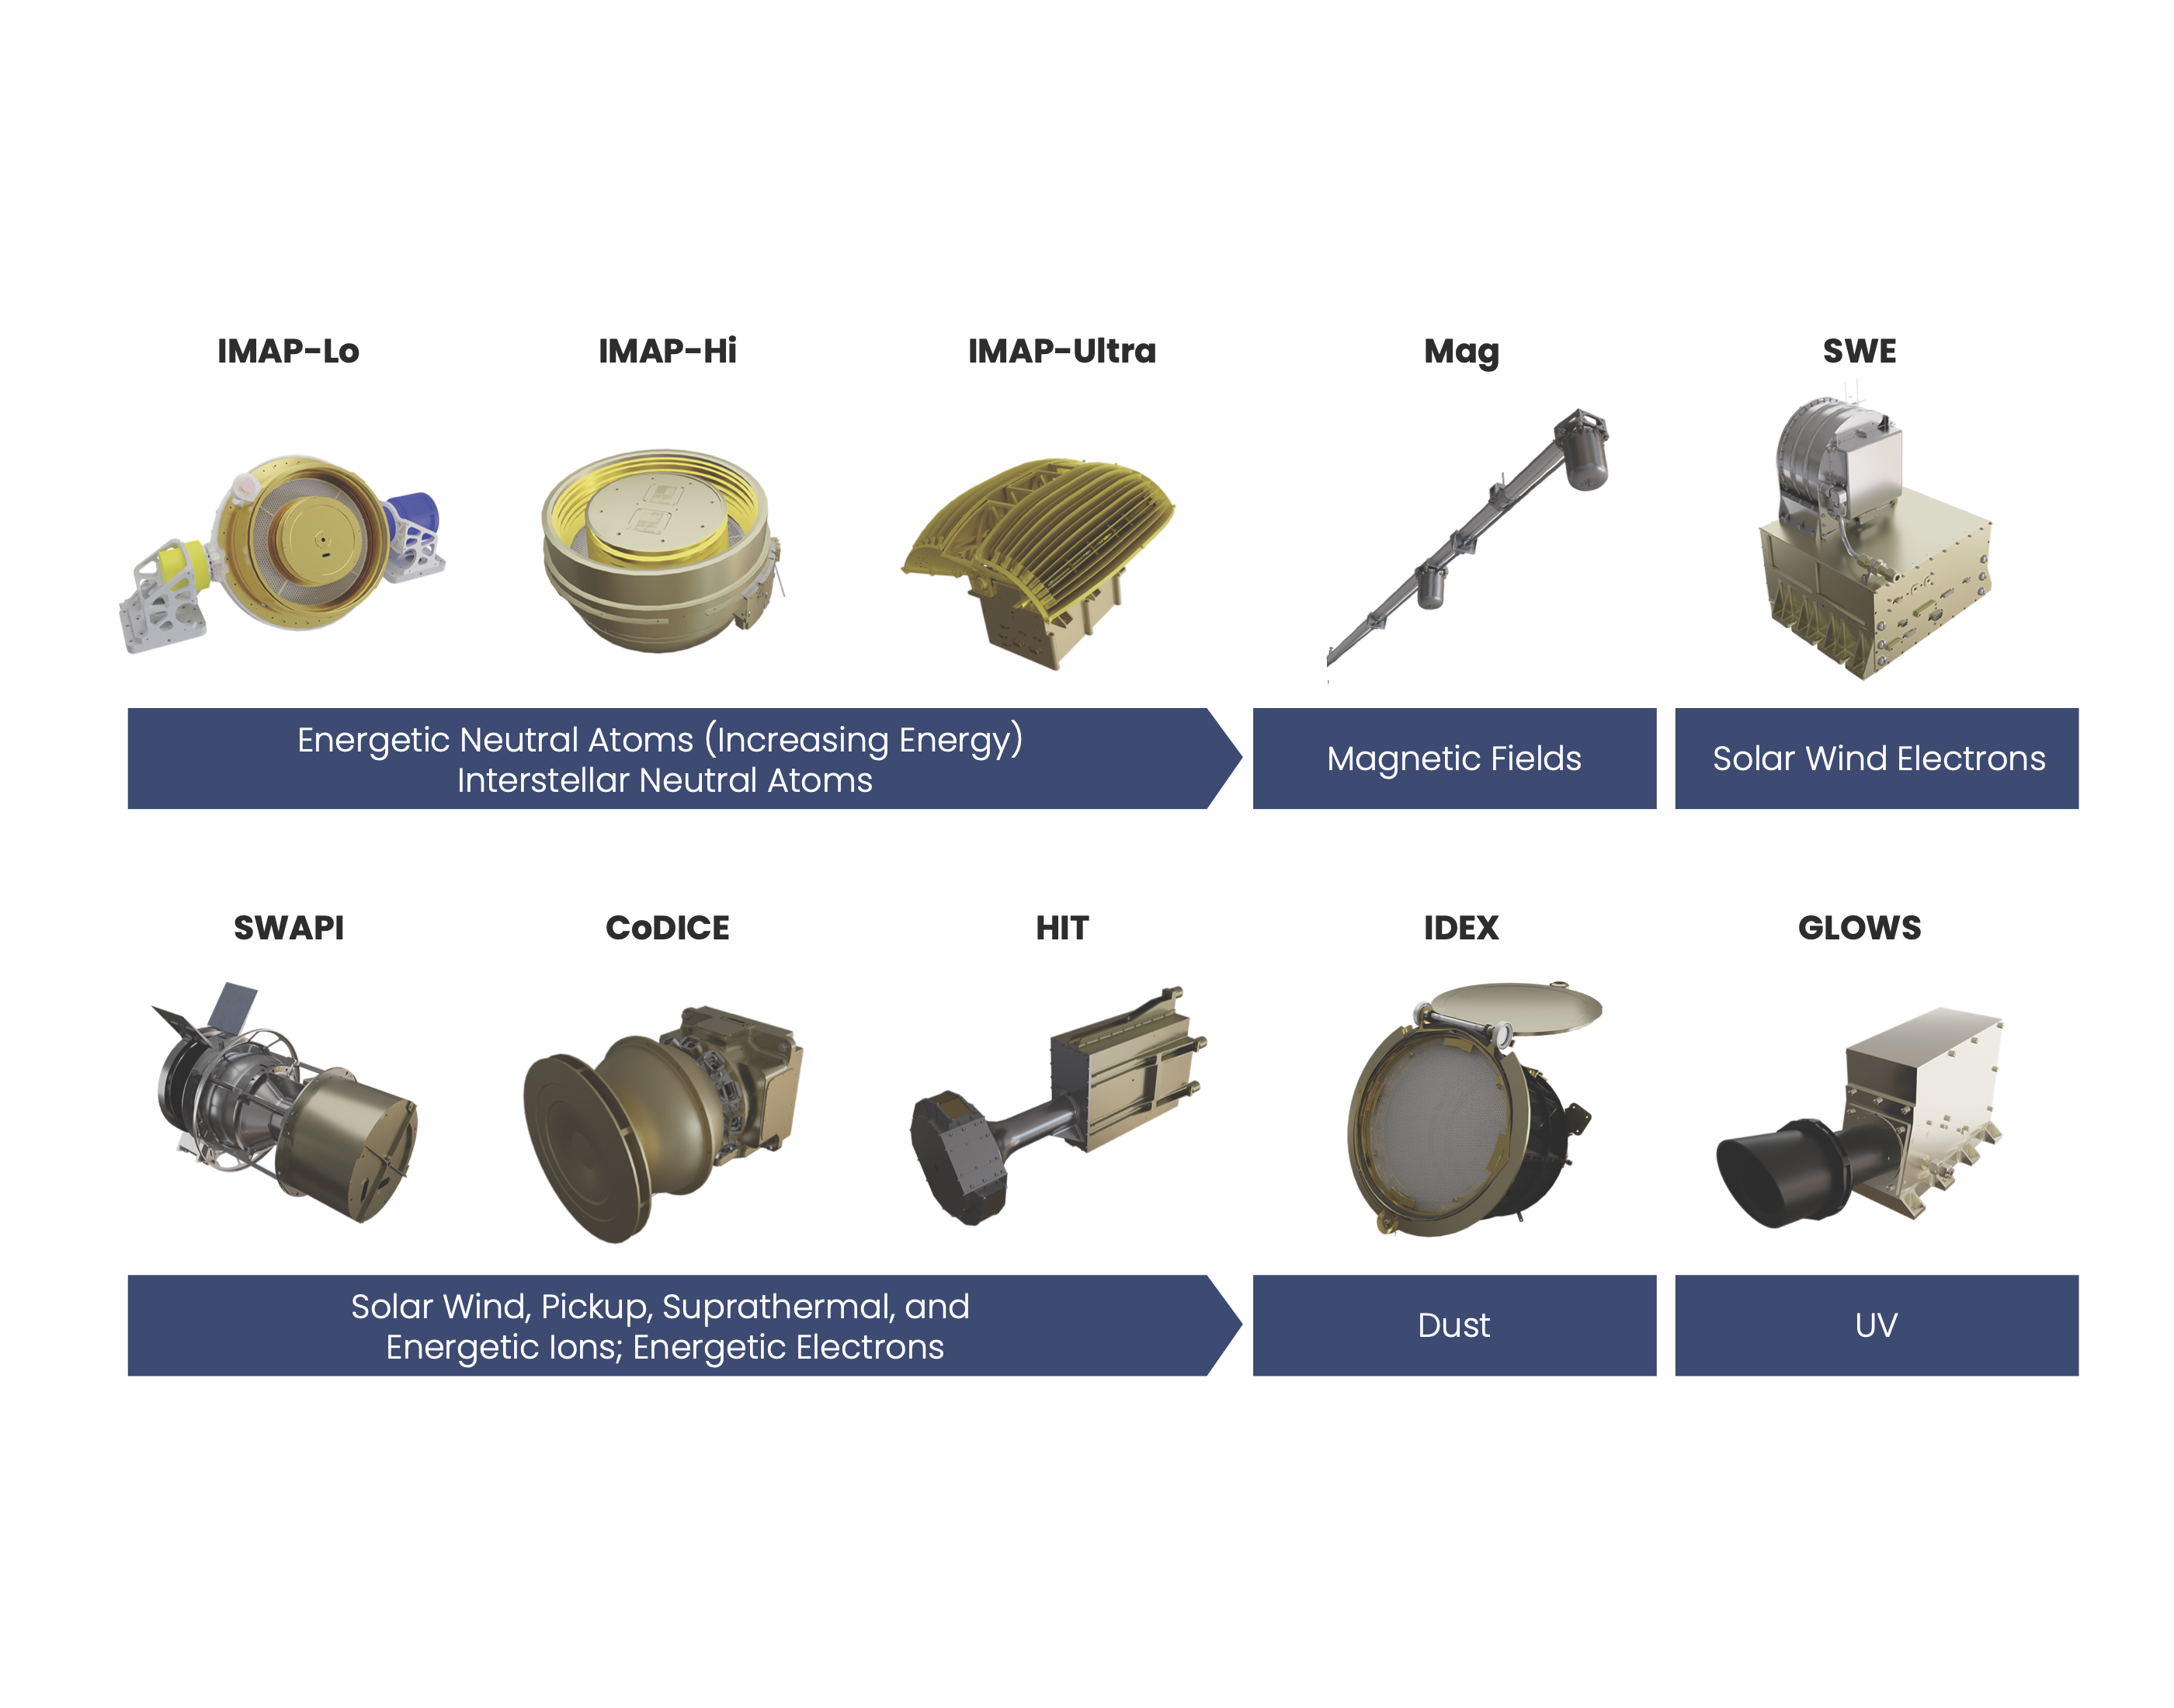 IMAP-Lo
IMAP-Hi
IMAP-Ultra
Mag
SWE
Energetic Neutral Atoms (Increasing Energy)
Interstellar Neutral Atoms
Magnetic Fields
Solar Wind Electrons
SWAPI
CoDICE
HIT
IDEX
GLOWS
Solar Wind, Pickup, Suprathermal, and
Energetic Ions; Energetic Electrons
Dust
UV